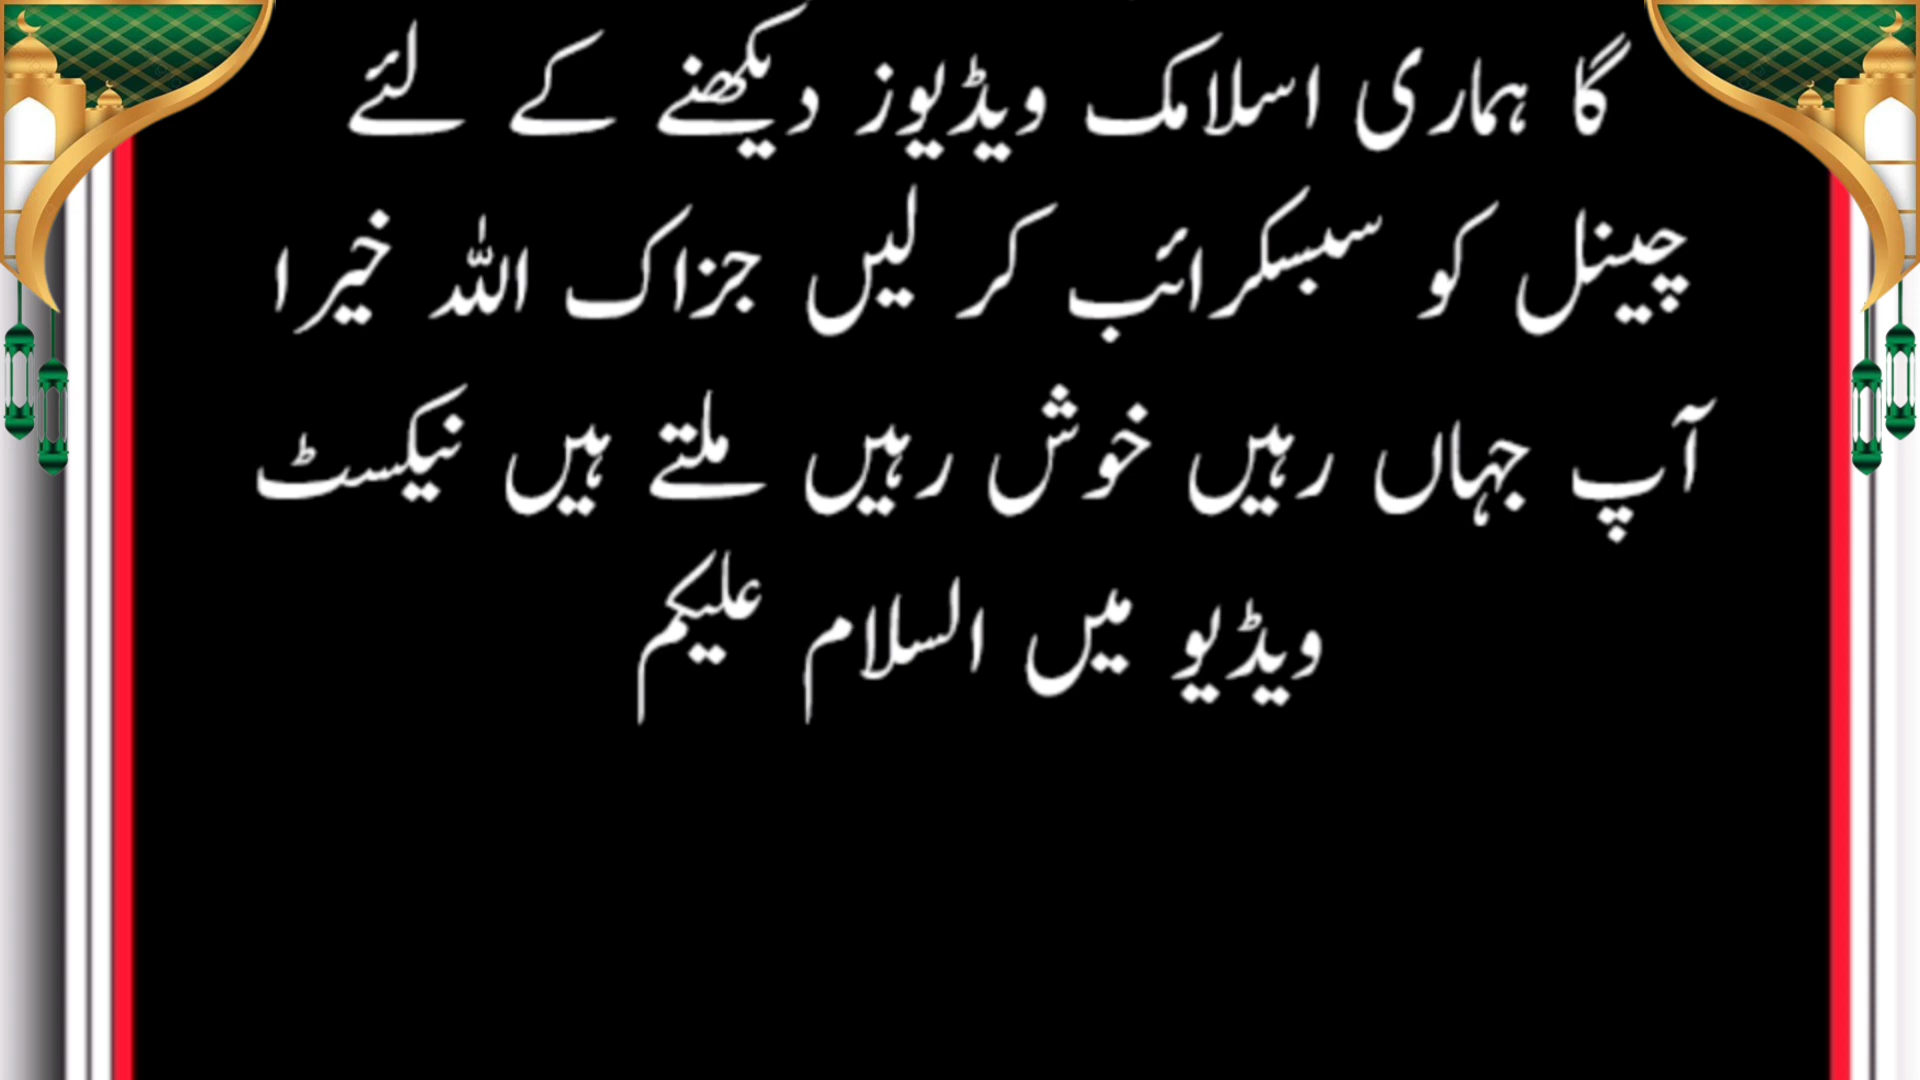 گا ہماری اسلامک ویڈیوز دیکھنے کے لئے
چینل کو سبسکرائب کر لیں جزاک اللہ خیرا
آپ جہاں رہیں خوش رہیں ملتے ہیں نیکسٹ
ویڈیو میں السلام علیکم